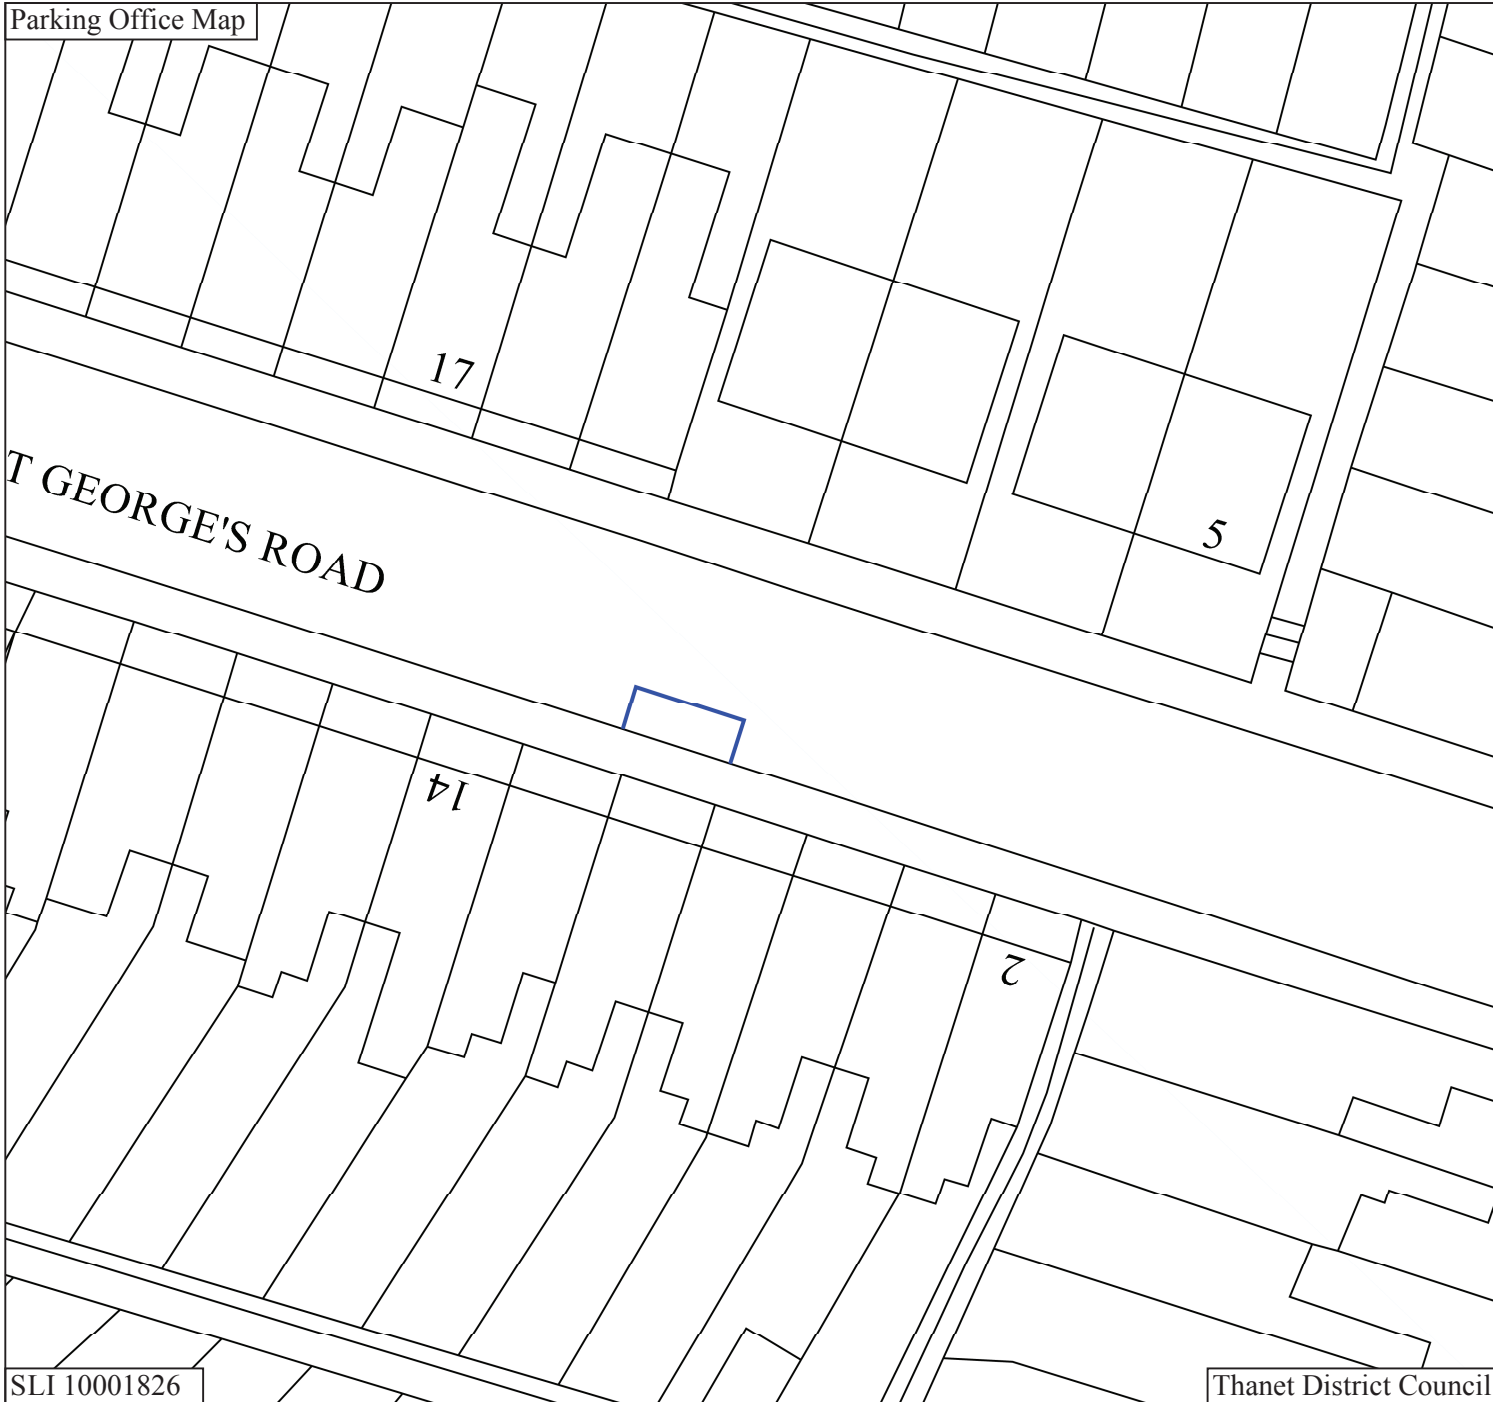 Parking Office Map
17
5
T GEORGE'S ROAD
14
2
SLI 10001826
Thanet District Council